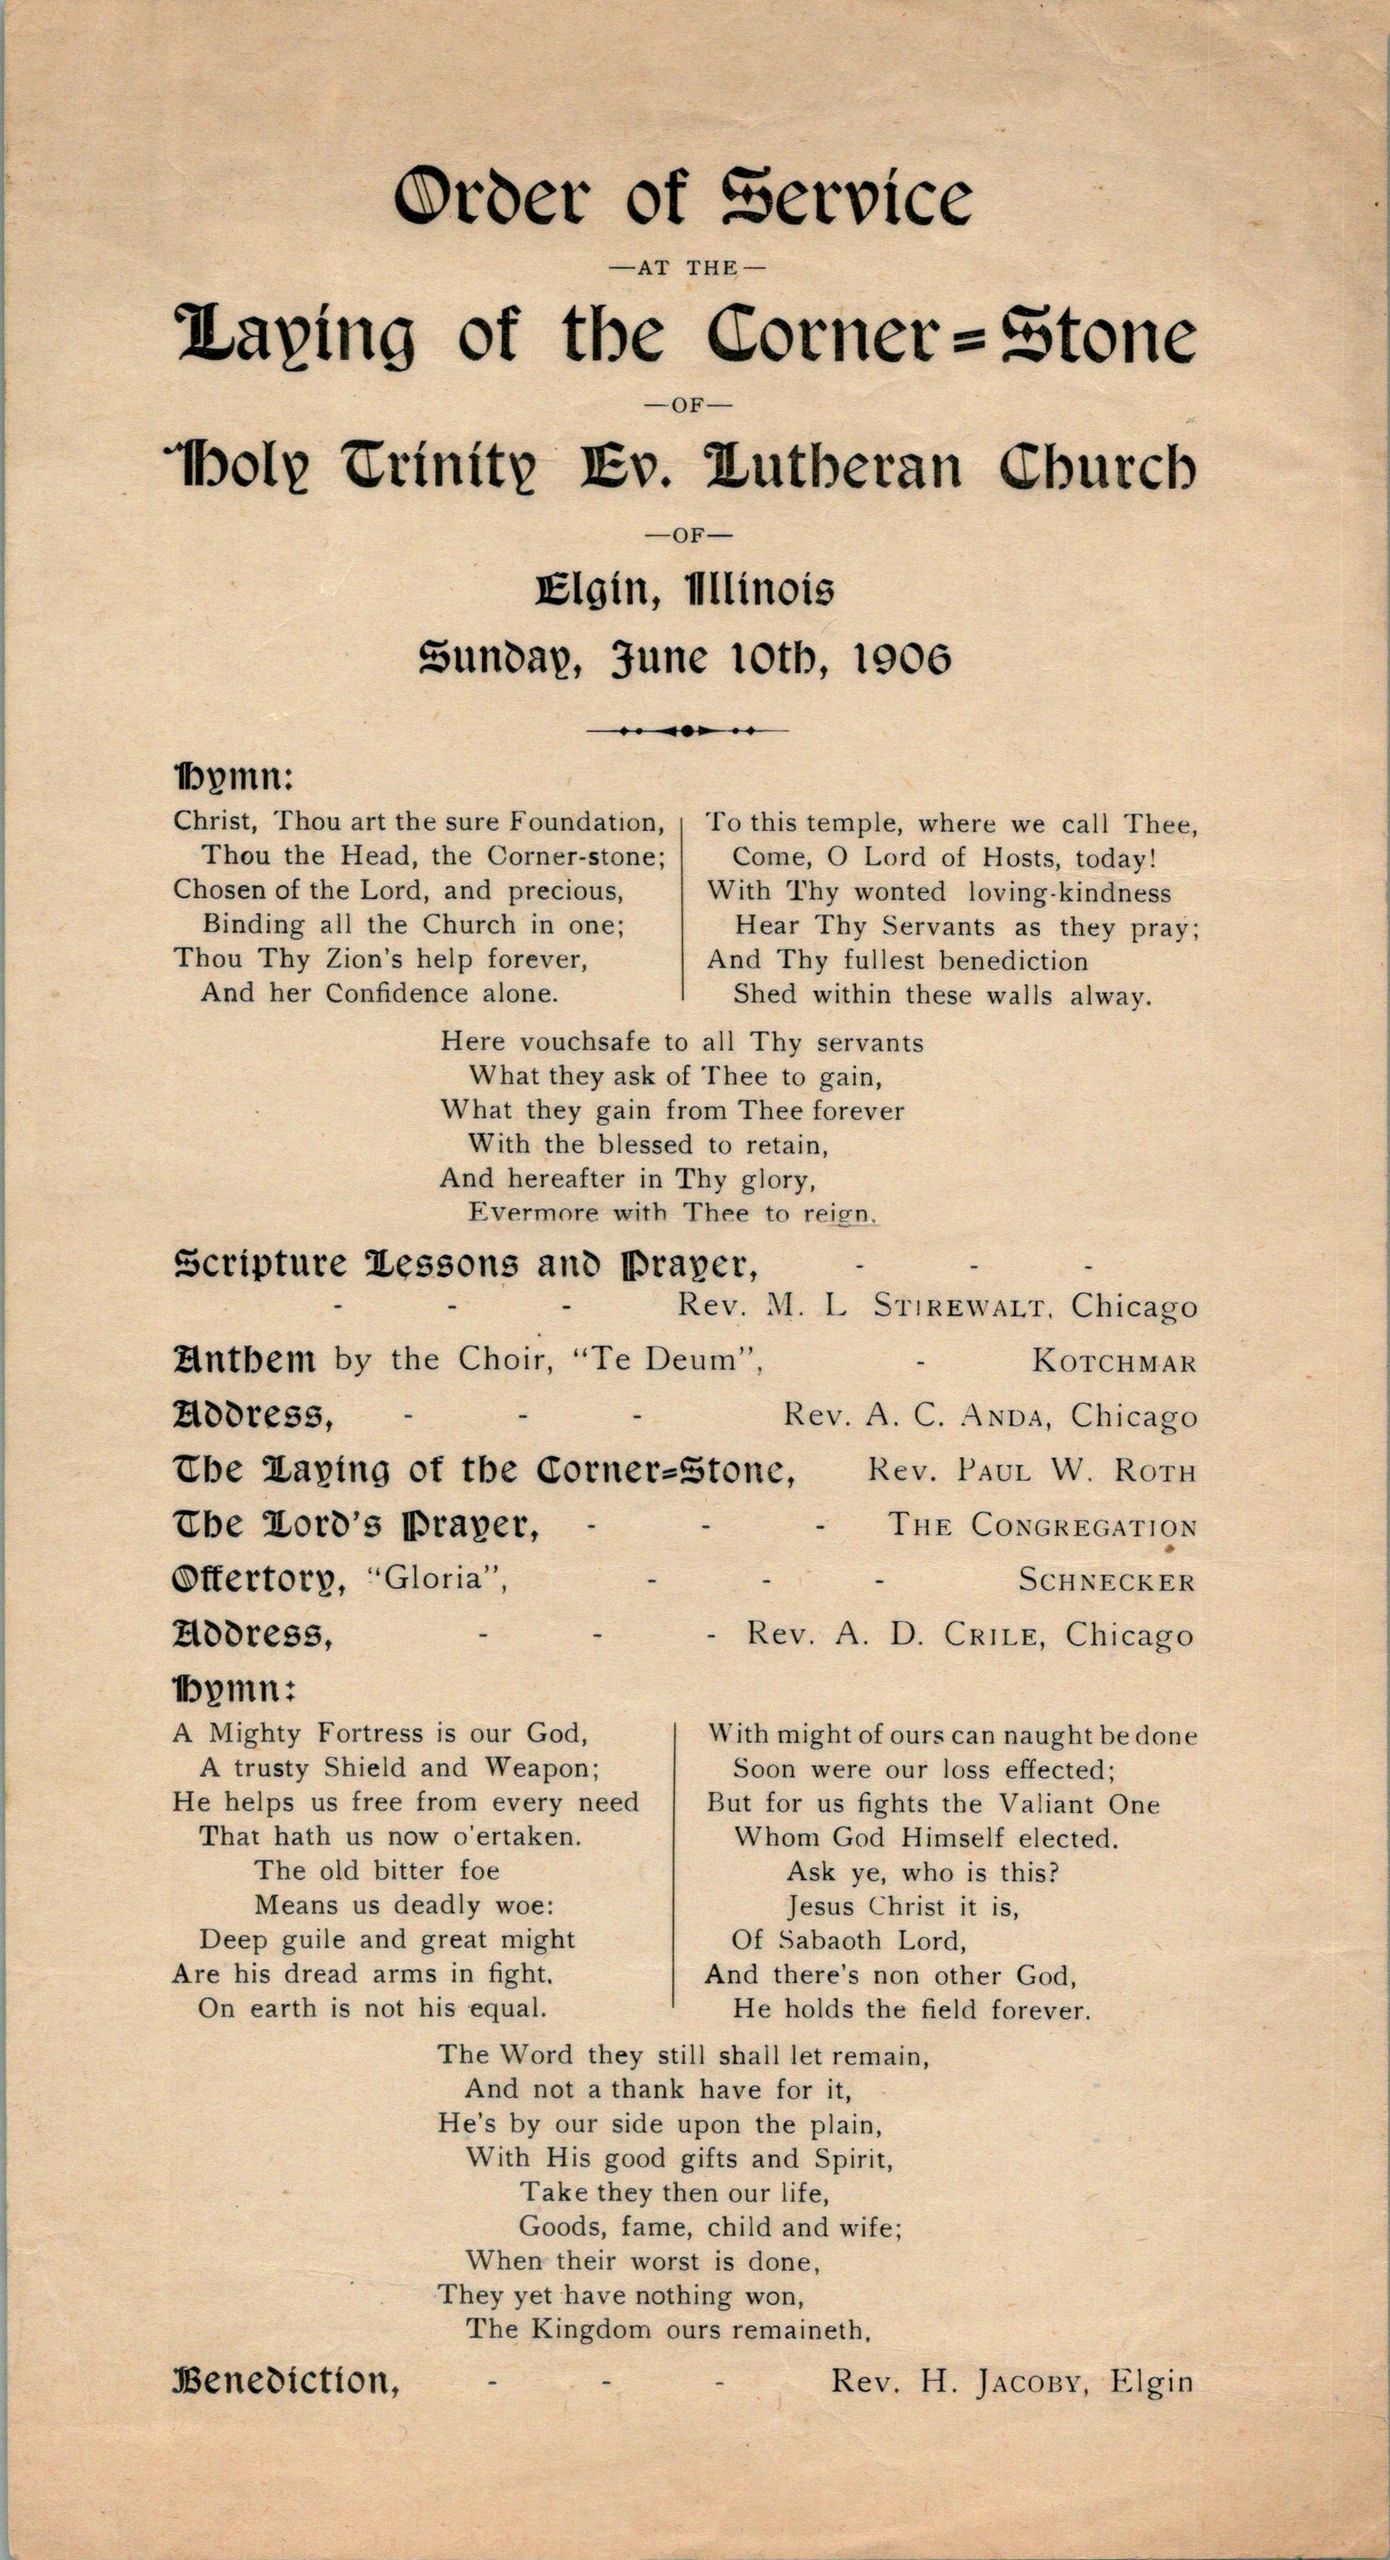 Order of Service
—AT THE—
Laying of the Corner=Stone
—OF—
Holy Trinity Ev. Lutheran Church
—OF—
Elgin, Illinois
Sunday, June 10th, 1906
Hymn:
Christ, Thou art the sure Foundation,
Thou the Head, the Corner-stone;
Chosen of the Lord, and precious,
Binding all the Church in one;
Thou Thy Zion's help forever,
And her Confidence alone.
To this temple, where we call Thee,
Come, O Lord of Hosts, today!
With Thy wonted loving-kindness
Hear Thy Servants as they pray;
And Thy fullest benediction
Shed within these walls alway.
Here vouchsafe to all Thy servants
What they ask of Thee to gain,
What they gain from Thee forever
With the blessed to retain,
And hereafter in Thy glory,
Evermore with Thee to reign.
Scripture Lessons and Prayer, - - -
- - - Rev. M. L STIREWALT, Chicago
Anthem by the Choir, "Te Deum", - KOTCHMAR
Address, - - - Rev. A. C. ANDA, Chicago
The Laying of the Corner=Stone, Rev. PAUL W. ROTH
The Lord's Prayer, - - - THE CONGREGATION
Offertory, "Gloria", - - - SCHNECKER
Address, - - - Rev. A. D. CRILE, Chicago
Hymn:
A Mighty Fortress is our God,
A trusty Shield and Weapon;
He helps us free from every need
That hath us now o'ertaken.
The old bitter foe
Means us deadly woe:
Deep guile and great might
Are his dread arms in fight.
On earth is not his equal.
With might of ours can naught be done
Soon were our loss effected;
But for us fights the Valiant One
Whom God Himself elected.
Ask ye, who is this?
Jesus Christ it is,
Of Sabaoth Lord,
And there's non other God,
He holds the field forever.
The Word they still shall let remain,
And not a thank have for it,
He's by our side upon the plain,
With His good gifts and Spirit,
Take they then our life,
Goods, fame, child and wife;
When their worst is done,
They yet have nothing won,
The Kingdom ours remaineth.
Benediction, - - - Rev. H. JACOBY, Elgin